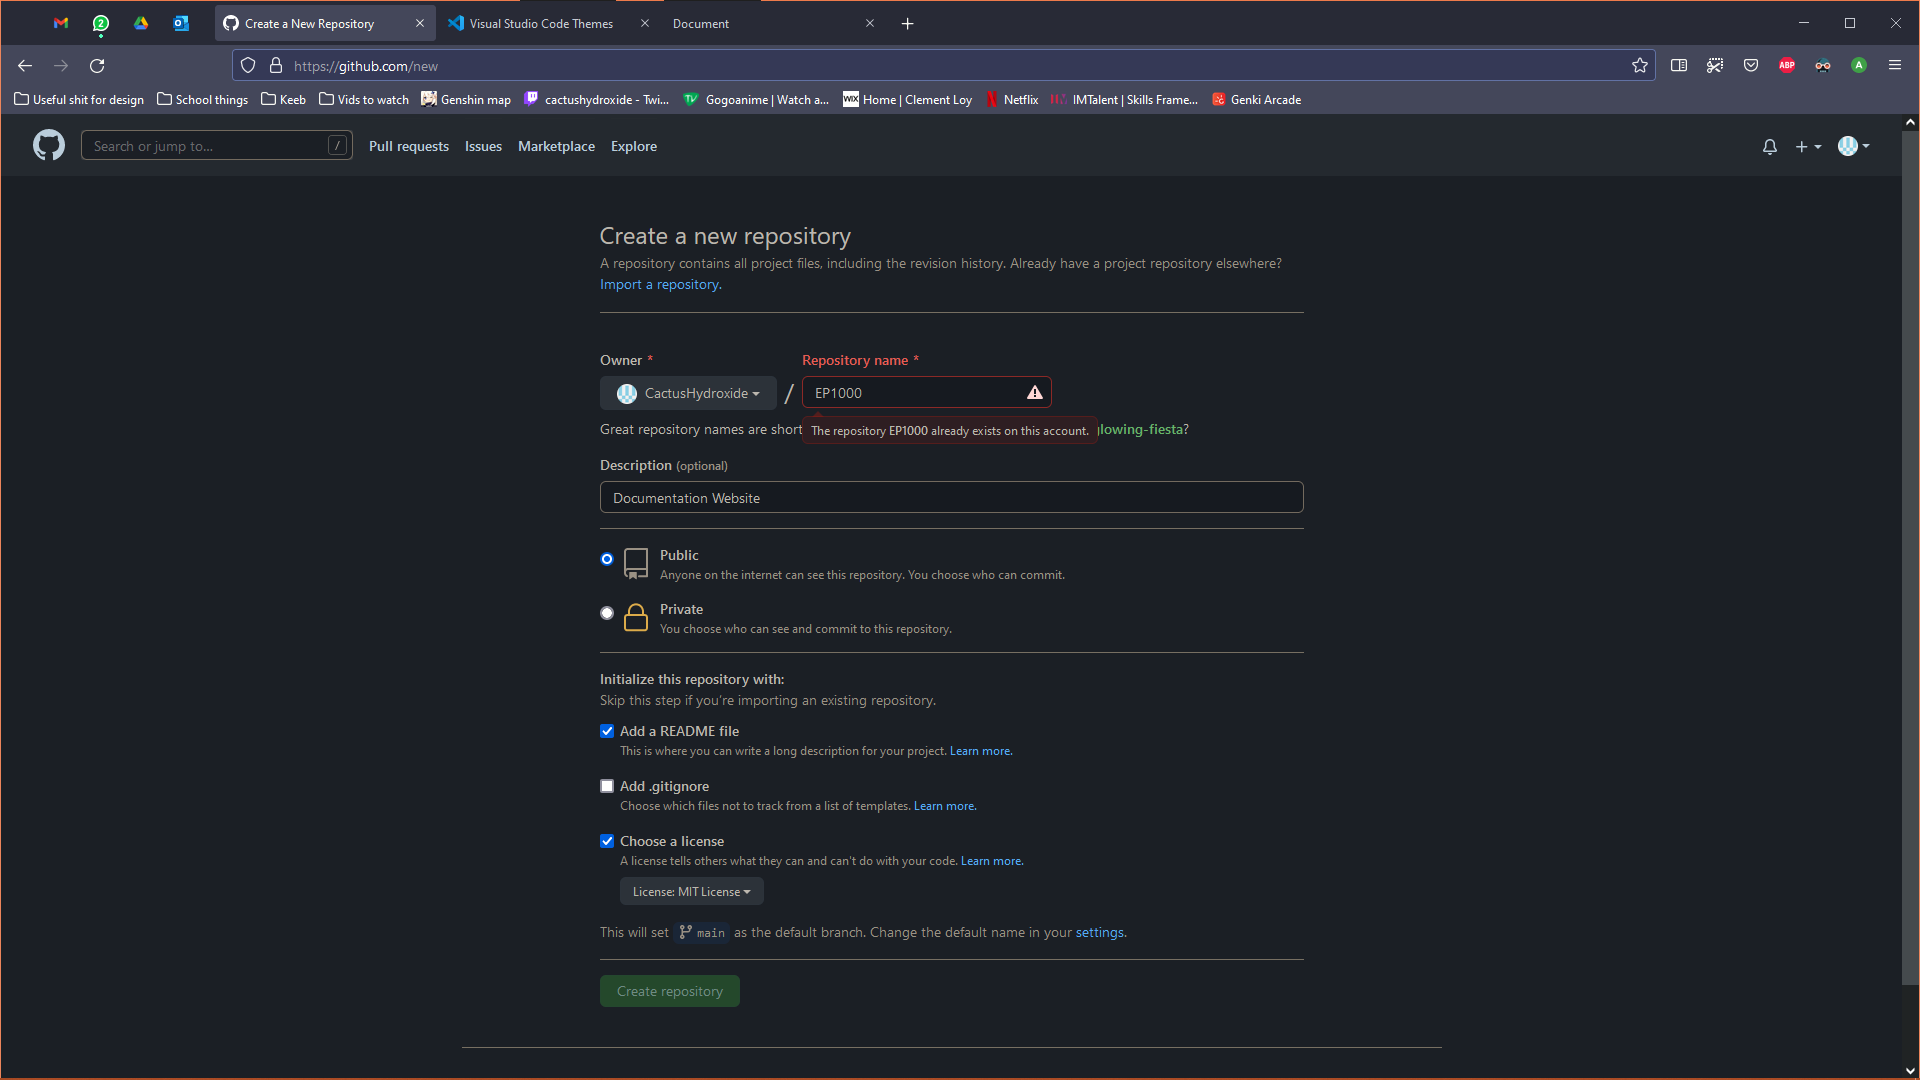 2
Create a New Repository
Visual Studio Code Themes
Document
https://github.com/new
ABP
A
Useful shit for design
School things
Keeb
Vids to watch
Genshin map
cactushydroxide - Twi...
Gogoanime | Watch a...
WIX
Home | Clement Loy
Netflix
IMTalent | Skills Frame...
Genki Arcade
Search or jump to...
/
Pull requests
Issues
Marketplace
Explore
Create a new repository
A repository contains all project files, including the revision history. Already have a project repository elsewhere?
Import a repository.
Owner *
Repository name *
CactusHydroxide
/
EP1000
Great repository names are short
The repository EP1000 already exists on this account.
lowing-fiesta?
Description (optional)
Documentation Website
Public
Anyone on the internet can see this repository. You choose who can commit.
Private
You choose who can see and commit to this repository.
Initialize this repository with:
Skip this step if you're importing an existing repository.
Add a README file
This is where you can write a long description for your project. Learn more.
Add .gitignore
Choose which files not to track from a list of templates. Learn more.
Choose a license
A license tells others what they can and can't do with your code. Learn more.
License: MIT License
This will set main as the default branch. Change the default name in your settings.
Create repository